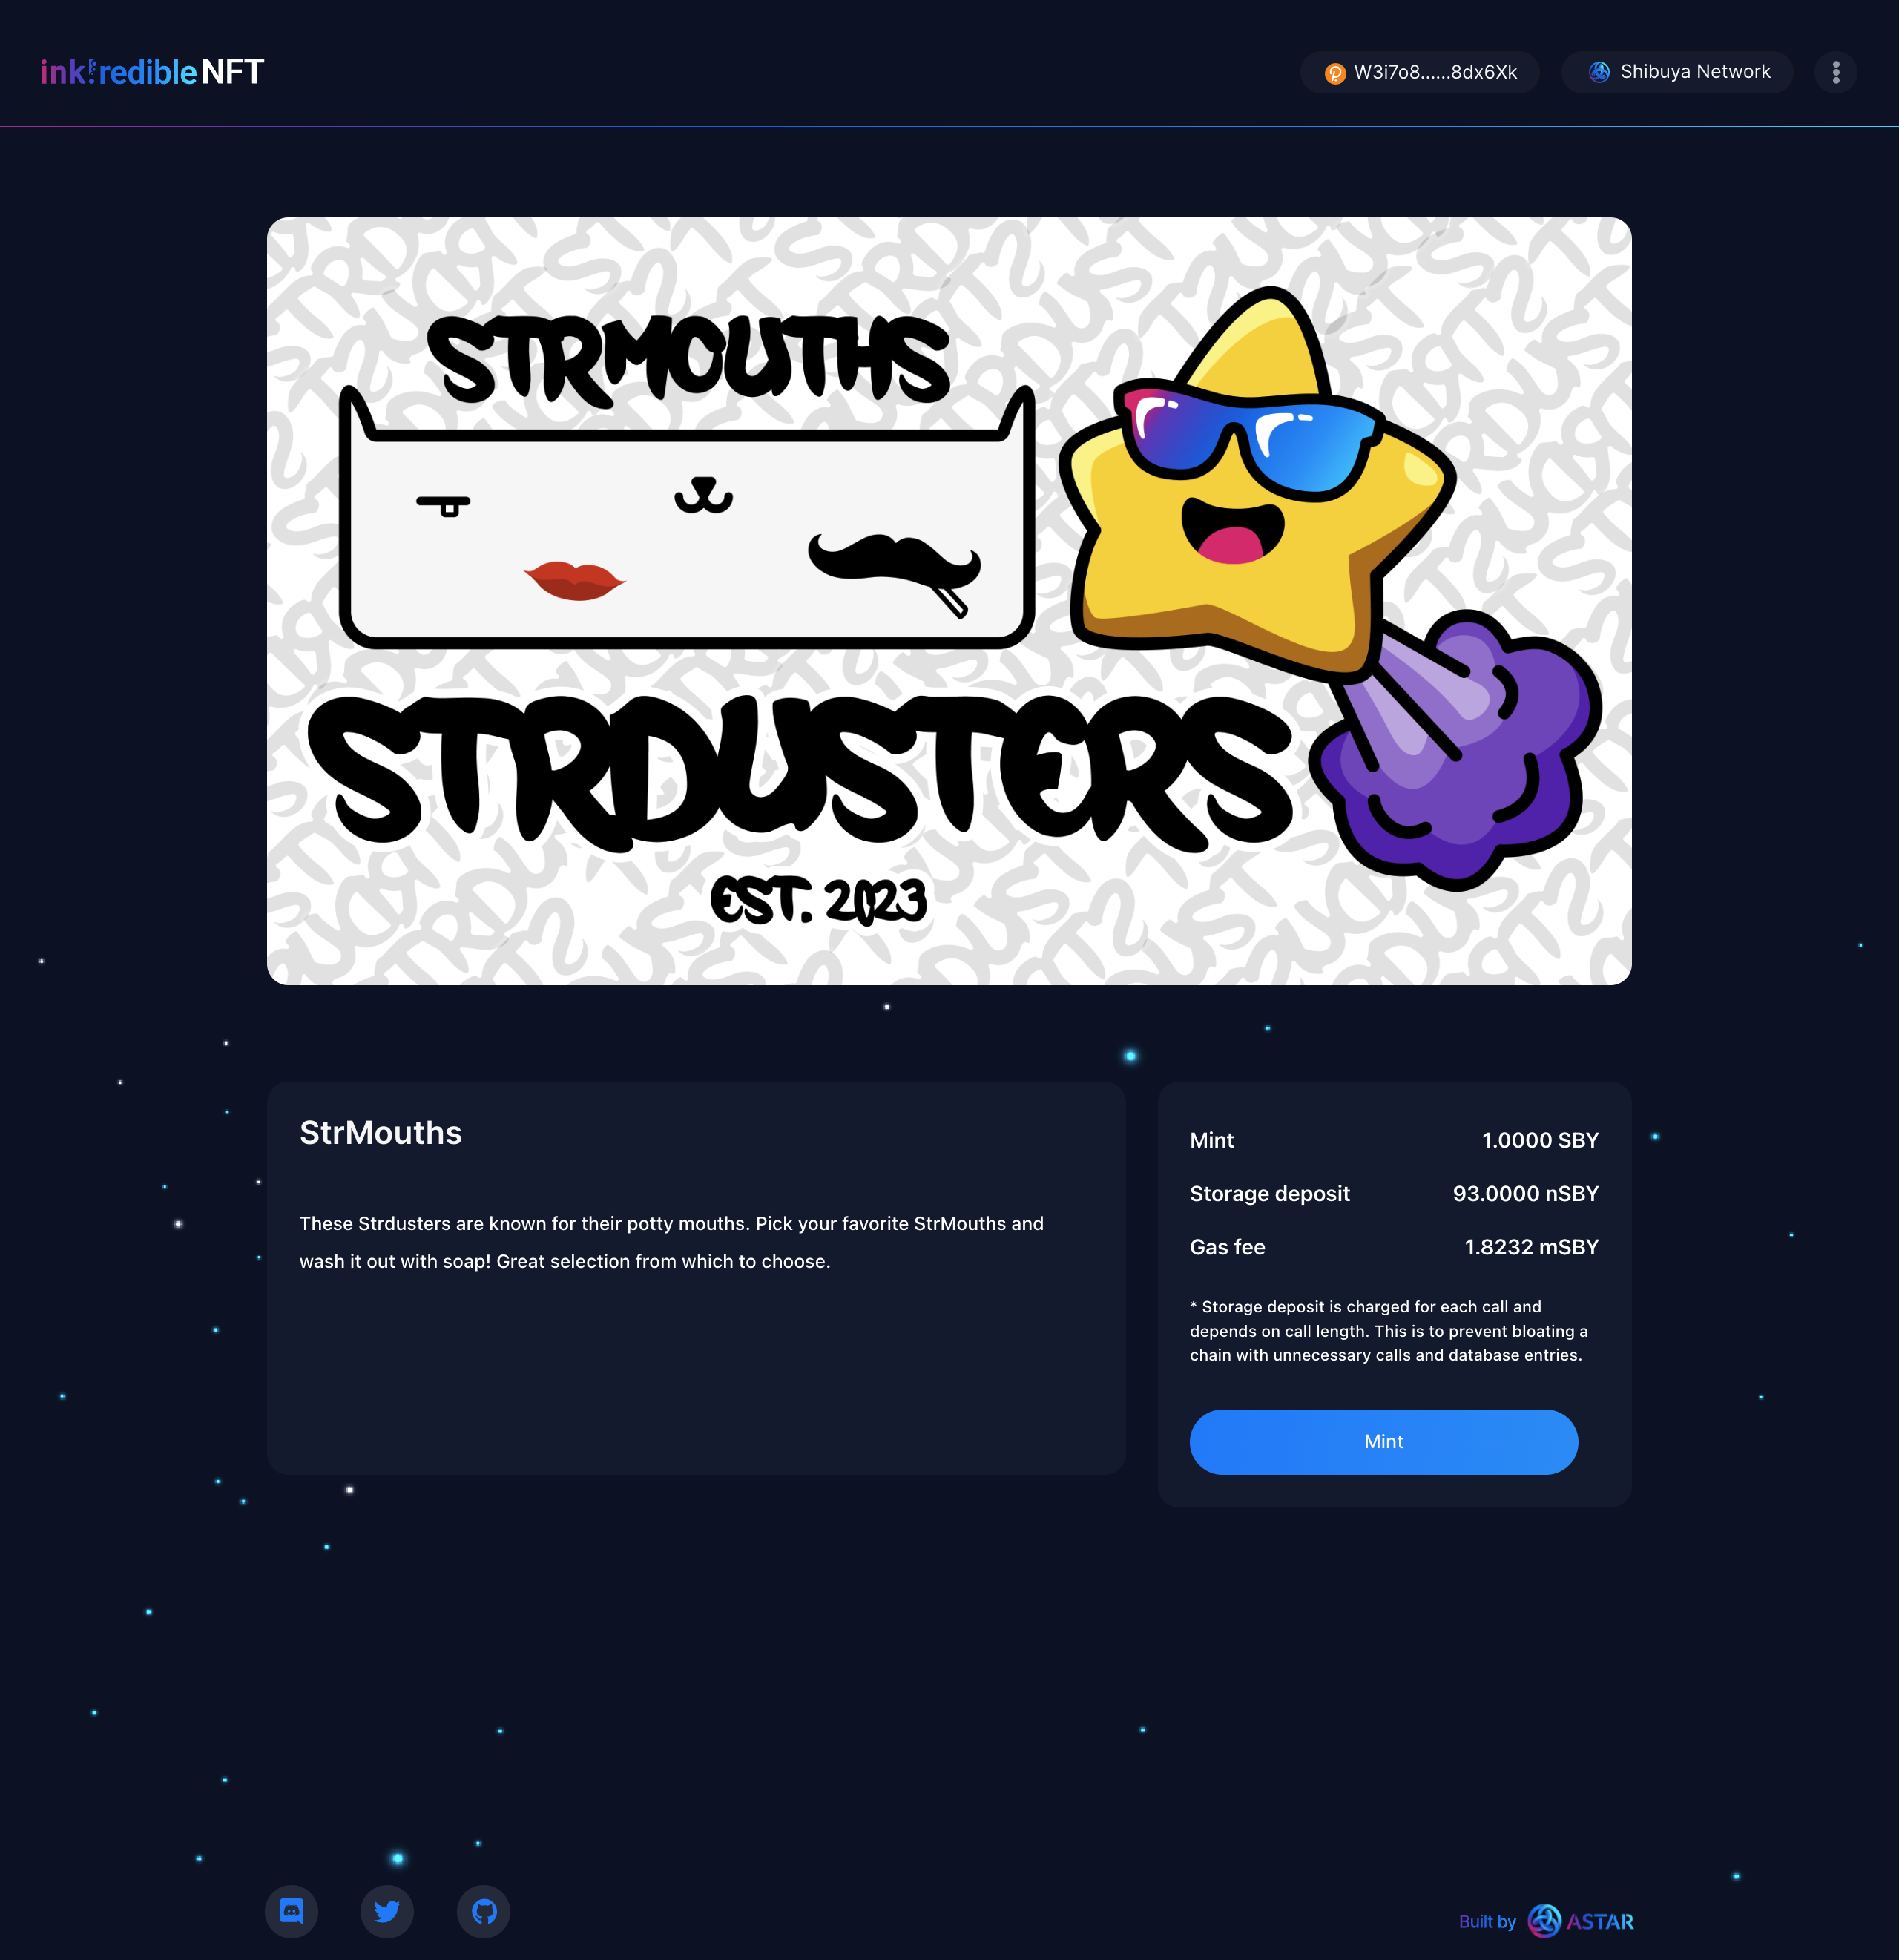 ink!redible NFT
W3i7o8......8dx6Xk
Shibuya Network
STRMOUTHS
STRDUSTERS
EST. 2023
StrMouths
These Strdusters are known for their potty mouths. Pick your favorite StrMouths and
wash it out with soap! Great selection from which to choose.
Mint 1.0000 SBY
Storage deposit 93.0000 nSBY
Gas fee 1.8232 mSBY
* Storage deposit is charged for each call and
depends on call length. This is to prevent bloating a
chain with unnecessary calls and database entries.
Mint
Built by ASTAR